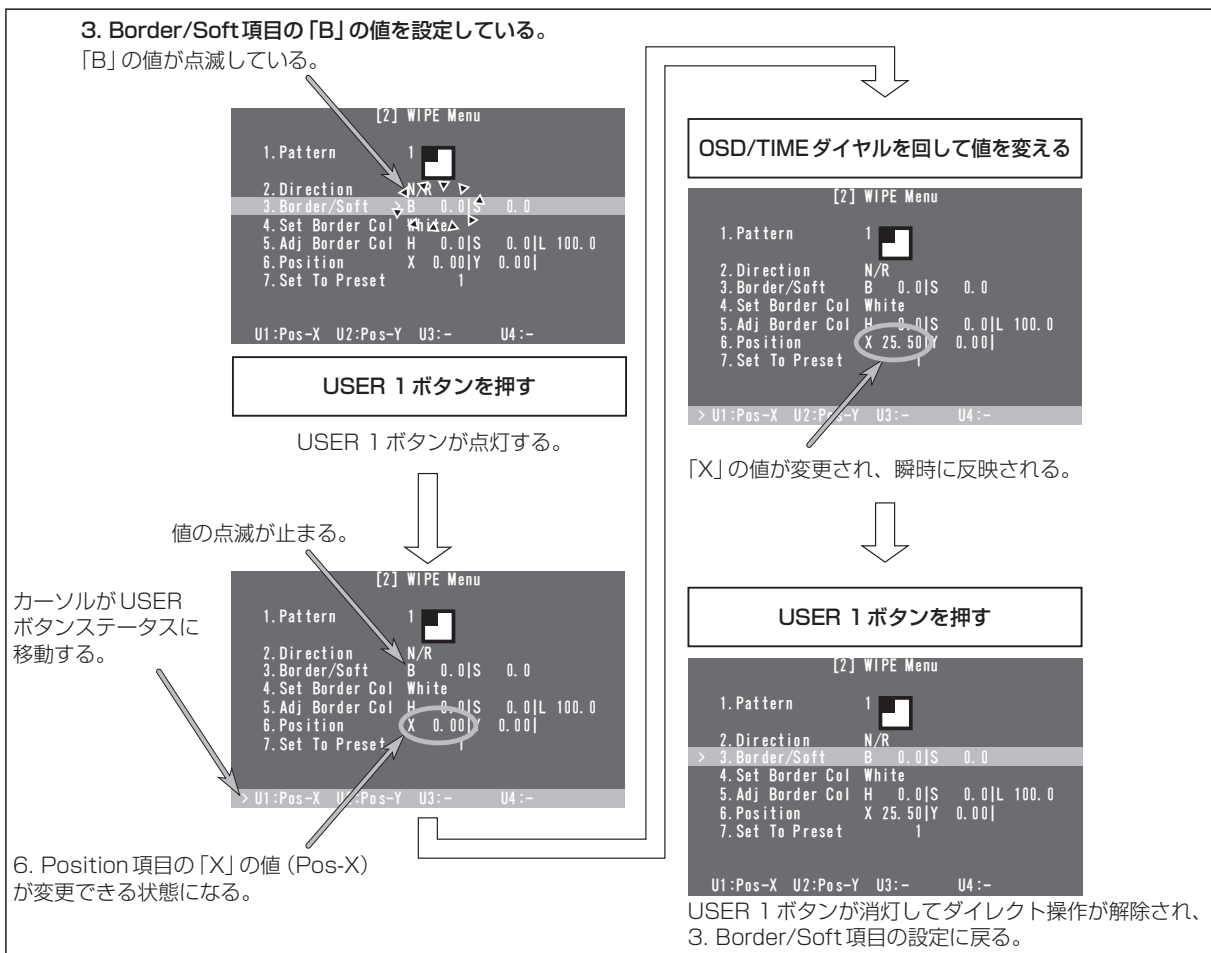 3. Border/Soft項目の「B」の値を設定している。
「B」の値が点滅している。
[2] WIPE Menu
1.Pattern 1
2.Direction N/R
3.Border/Soft > B 0.0|S 0.0
4.Set Border Col White
5.Adj Border Col H 0.0|S 0.0|L 100.0
6.Position X 0.00|Y 0.00|
7.Set To Preset 1
U1:Pos-X U2:Pos-Y U3:- U4:-
USER 1ボタンを押す
USER 1ボタンが点灯する。
値の点滅が止まる。
カーソルがUSER
ボタンステータスに
移動する。
[2] WIPE Menu
1.Pattern 1
2.Direction N/R
3.Border/Soft B 0.0|S 0.0
4.Set Border Col White
5.Adj Border Col H 0.0|S 0.0|L 100.0
6.Position X 0.00|Y 0.00|
7.Set To Preset 1
> U1:Pos-X U2:Pos-Y U3:- U4:-
6. Position項目の「X」の値（Pos-X）
が変更できる状態になる。
OSD/TIMEダイヤルを回して値を変える
[2] WIPE Menu
1.Pattern 1
2.Direction N/R
3.Border/Soft B 0.0|S 0.0
4.Set Border Col White
5.Adj Border Col H 0.0|S 0.0|L 100.0
6.Position X 25.50|Y 0.00|
7.Set To Preset 1
> U1:Pos-X U2:Pos-Y U3:- U4:-
「X」の値が変更され、瞬時に反映される。
USER 1ボタンを押す
[2] WIPE Menu
1.Pattern 1
2.Direction N/R
> 3.Border/Soft B 0.0|S 0.0
4.Set Border Col White
5.Adj Border Col H 0.0|S 0.0|L 100.0
6.Position X 25.50|Y 0.00|
7.Set To Preset 1
U1:Pos-X U2:Pos-Y U3:- U4:-
USER 1ボタンが消灯してダイレクト操作が解除され、
3. Border/Soft項目の設定に戻る。